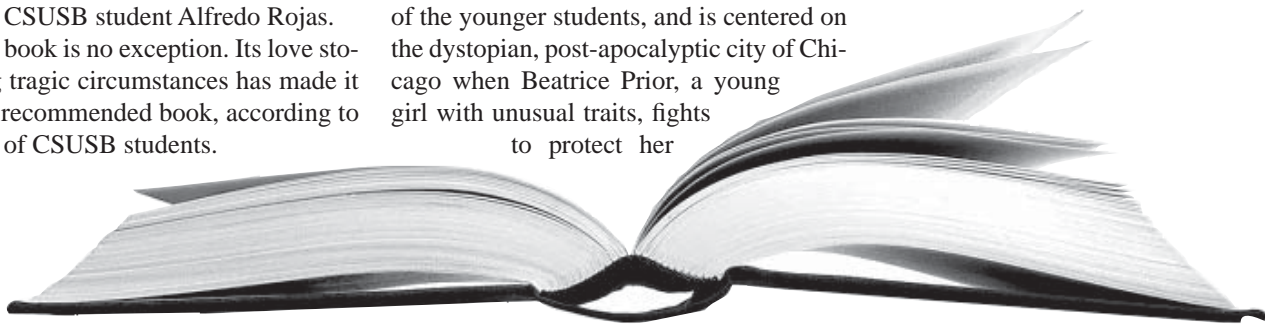 CSUSB student Alfredo Rojas.
book is no exception. Its love sto-
tragic circumstances has made it
recommended book, according to
of CSUSB students.
of the younger students, and is centered on
the dystopian, post-apocalyptic city of Chi-
cago when Beatrice Prior, a young
girl with unusual traits, fights
to protect her